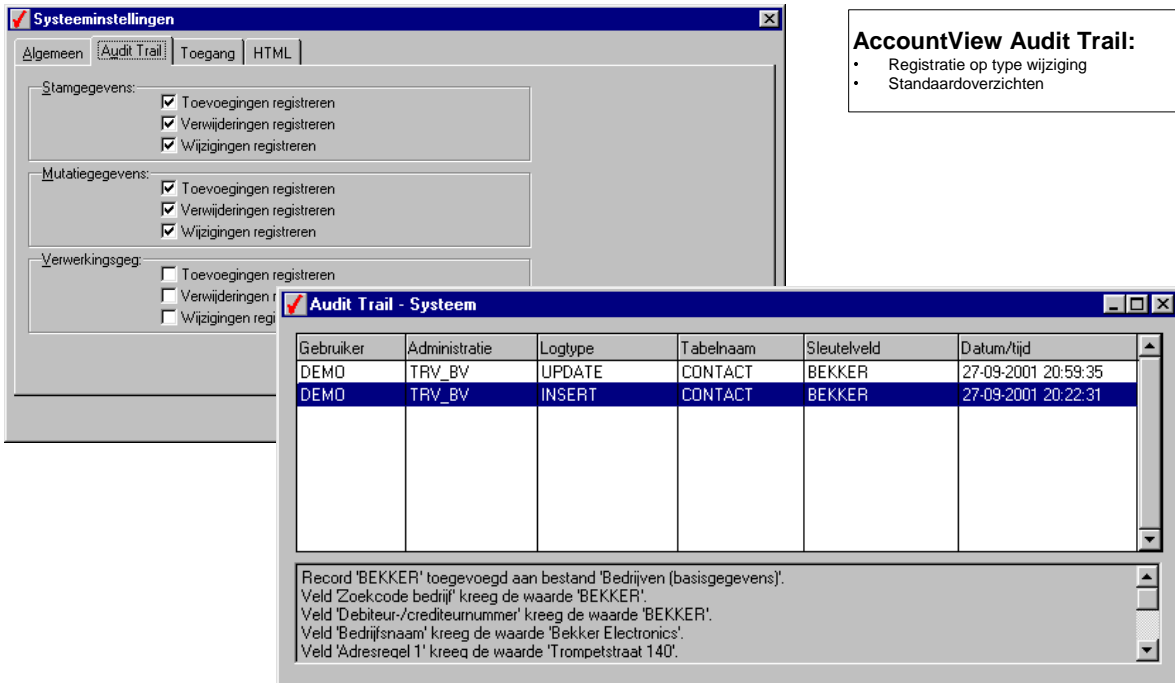 Systeeminstellingen
Algemeen Audit Trail Toegang HTML
Stamgegevens:
Toevoegingen registreren
Verwijderingen registreren
Wijzigingen registreren
Mutatiegegevens:
Toevoegingen registreren
Verwijderingen registreren
Wijzigingen registreren
Verwerkingsgeg:
Toevoegingen registreren
Verwijderingen r
Wijzigingen regi
AccountView Audit Trail:
• Registratie op type wijziging
• Standaardoverzichten
Audit Trail - Systeem
Gebruiker Administratie Logtype Tabelnaam Sleutelveld Datum/tijd
DEMO TRV_BV UPDATE CONTACT BEKKER 27-09-2001 20:59:35
DEMO TRV_BV INSERT CONTACT BEKKER 27-09-2001 20:22:31
Record 'BEKKER' toegevoegd aan bestand 'Bedrijven (basisgegevens)'.
Veld 'Zoekcode bedrijf' kreeg de waarde 'BEKKER'.
Veld 'Debiteur-/crediteurnummer' kreeg de waarde 'BEKKER'.
Veld 'Bedrijfsnaam' kreeg de waarde 'Bekker Electronics'.
Veld 'Adresregel 1' kreeg de waarde 'Trompetstraat 140'.